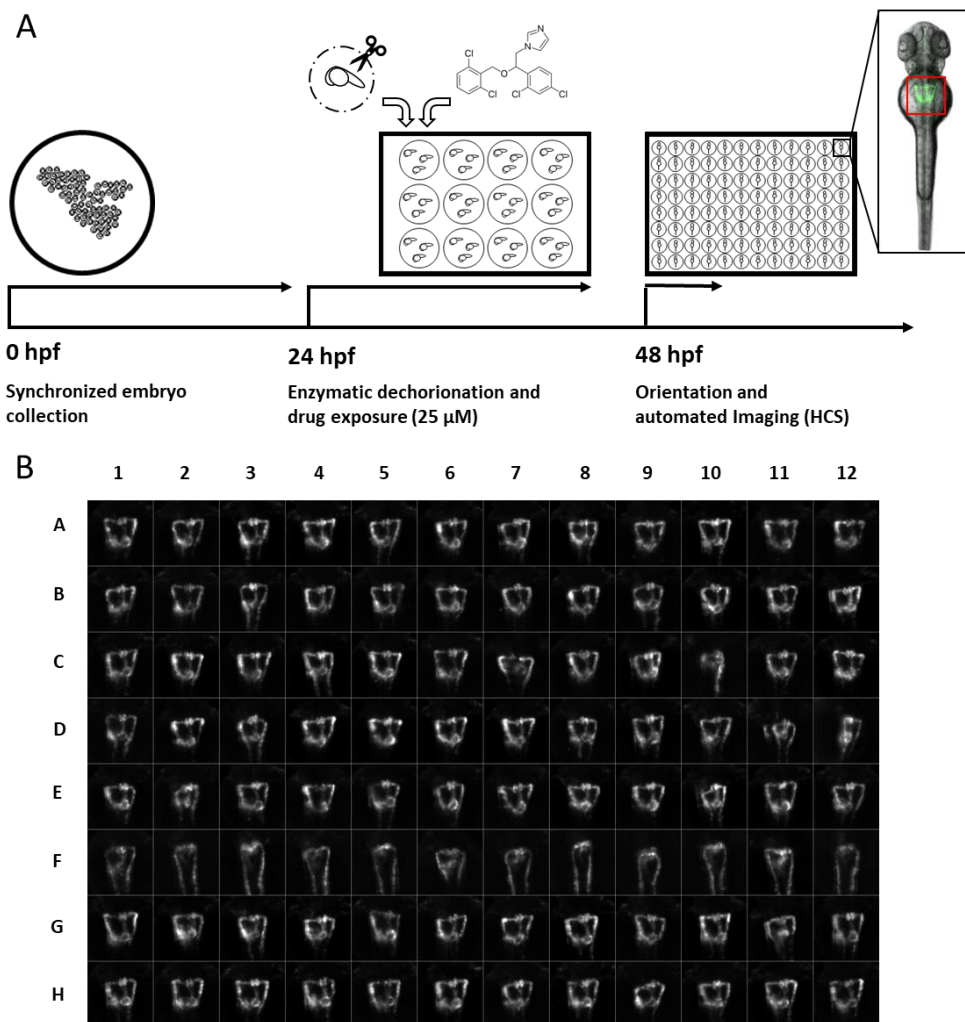 A
Cl
Cl
O
N
N
Cl
Cl
0 hpf
24 hpf
48 hpf
Synchronized embryo
collection
Enzymatic dechorionation and
drug exposure (25 µM)
Orientation and
automated Imaging (HCS)
B
1 2 3 4 5 6 7 8 9 10 11 12
A
B
C
D
E
F
G
H